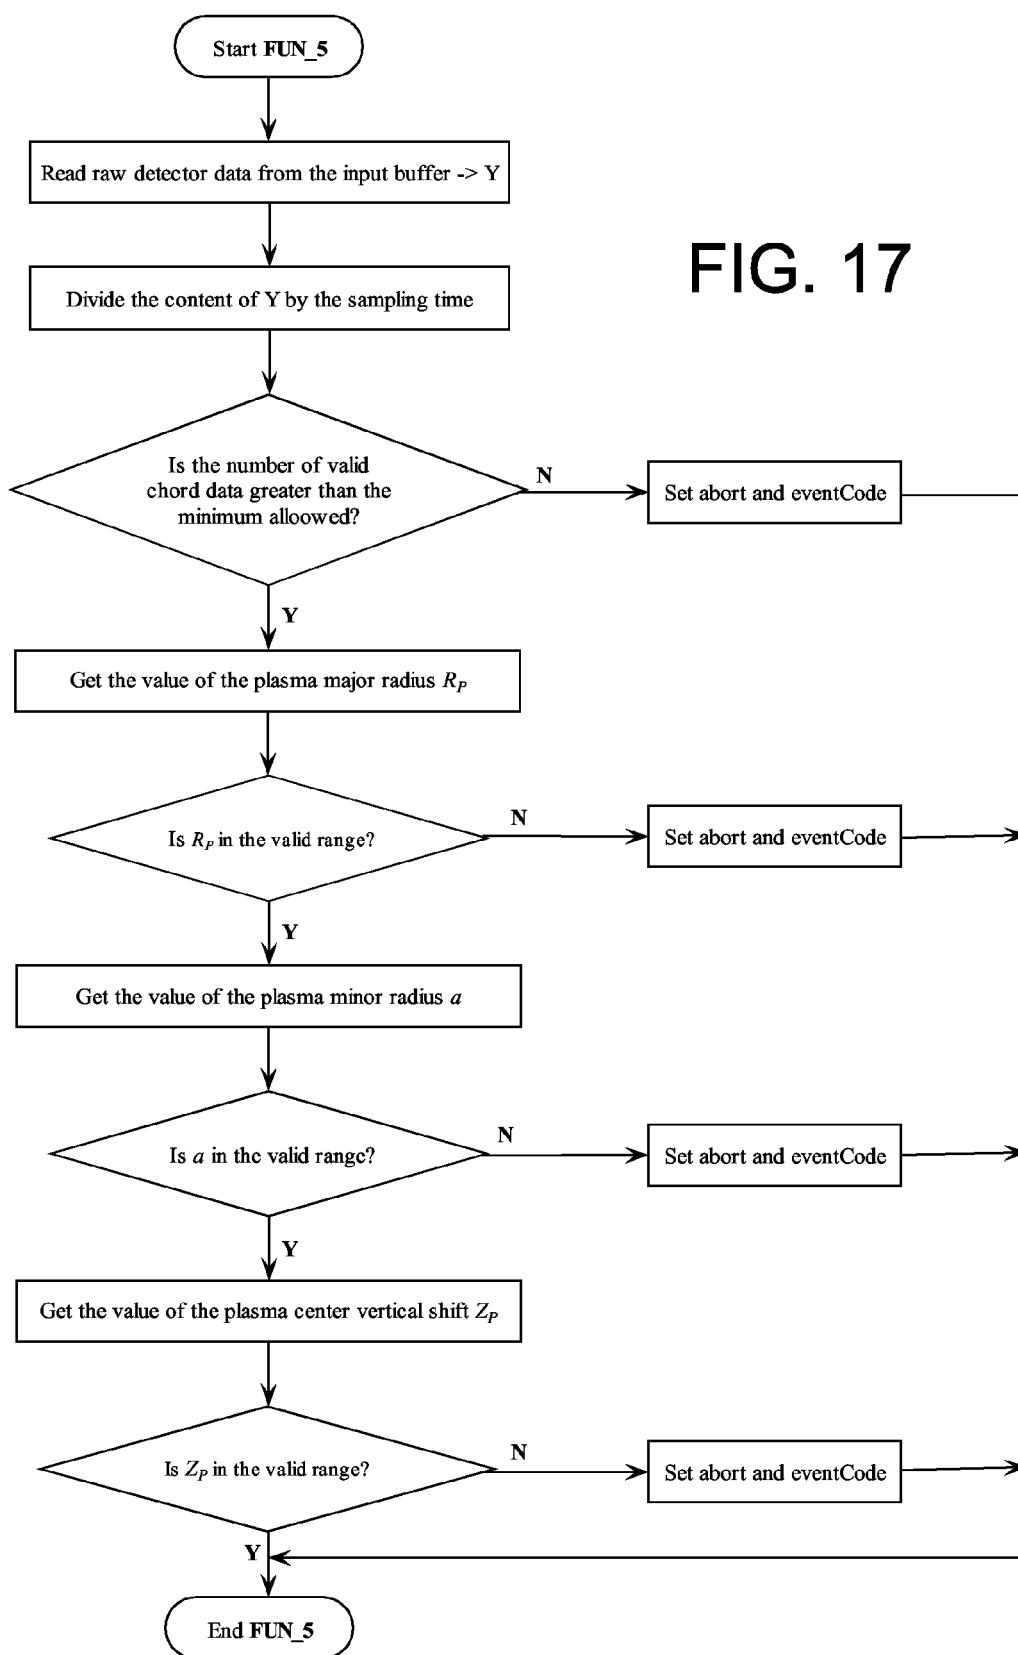 Start FUN_5
Read raw detector data from the input buffer -> Y
FIG. 17
Divide the content of Y by the sampling time
Is the number of valid
chord data greater than the
minimum alloowed?
N
Set abort and eventCode
Y
Get the value of the plasma major radius R_P
Is R_P in the valid range?
N
Set abort and eventCode
Y
Get the value of the plasma minor radius a
Is a in the valid range?
N
Set abort and eventCode
Y
Get the value of the plasma center vertical shift Z_P
Is Z_P in the valid range?
N
Set abort and eventCode
Y
End FUN_5